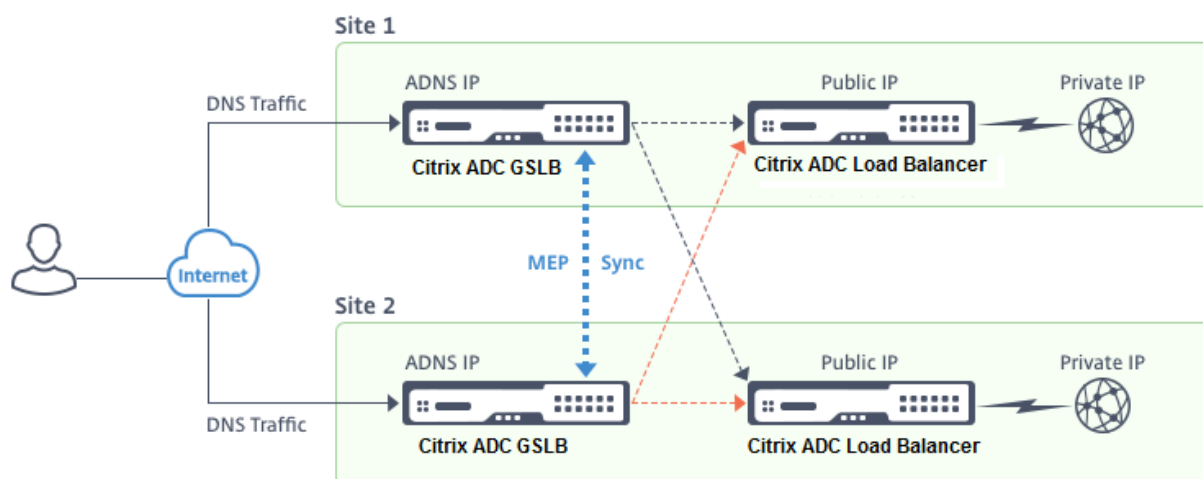 Site 1
ADNS IP
Public IP
Private IP
DNS Traffic
Citrix ADC GSLB
Citrix ADC Load Balancer
MEP Sync
Internet
Site 2
ADNS IP
Public IP
Private IP
DNS Traffic
Citrix ADC GSLB
Citrix ADC Load Balancer